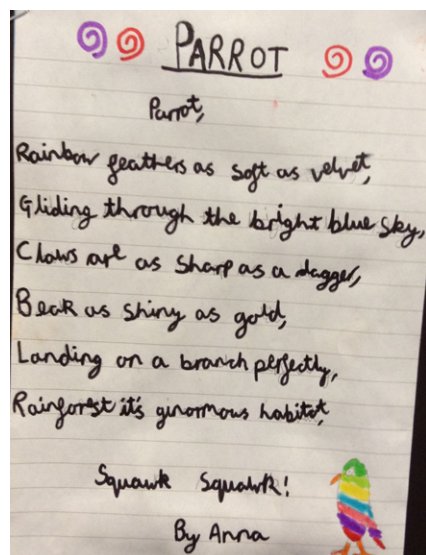 PARROT
Parrot,
Rainbow feathers as soft as velvet,
Gliding through the bright blue sky,
Claws are as sharp as a dagger,
Beak as shiny as gold,
Landing on a branch perfectly,
Rainforest it's ginormous habitat,
Squawk Squawk!
By Anna